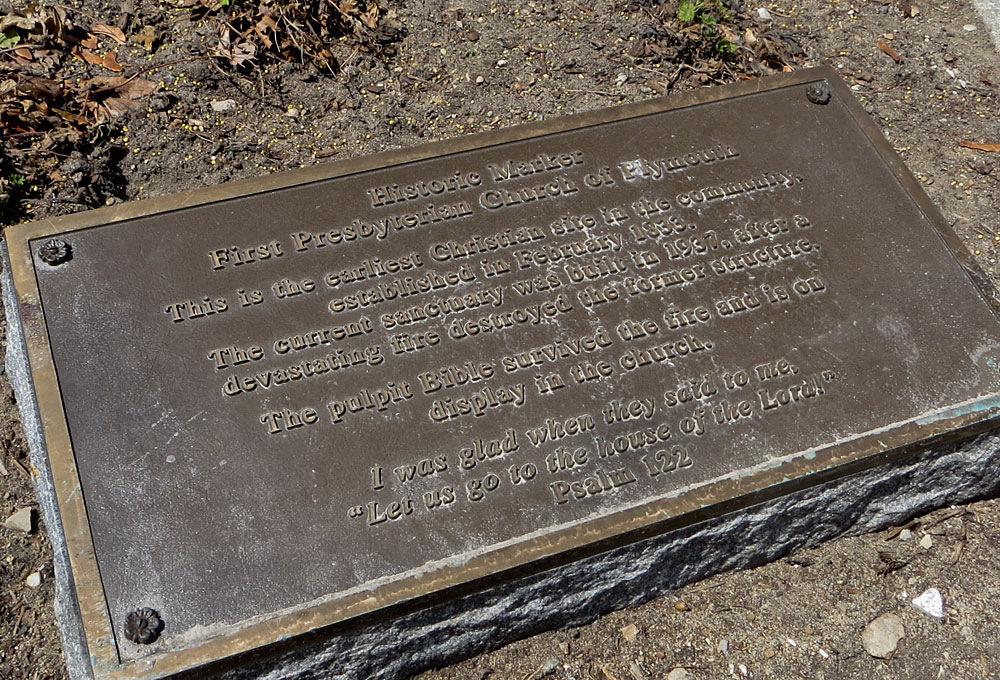 Historic Marker
First Presbyterian Church of Plymouth
This is the earliest Christian site in the community,
established in February 1833.
The current sanctuary was built in 1937, after a
devastating fire destroyed the former structure.
The pulpit Bible survived the fire and is on
display in the church.
I was glad when they said to me,
“Let us go to the house of the Lord!”
Psalm 122